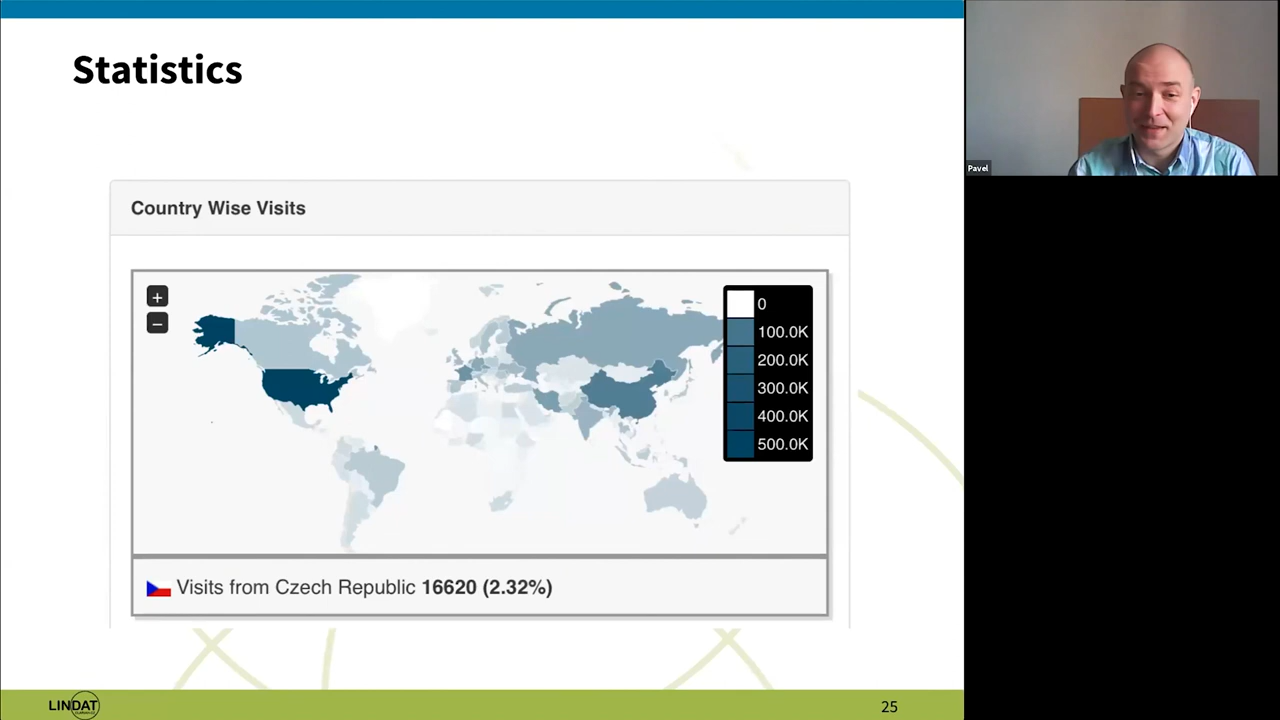 Statistics
Country Wise Visits
+
−
0
100.0K
200.0K
300.0K
400.0K
500.0K
Visits from Czech Republic 16620 (2.32%)
LINDAT
25
Pavel